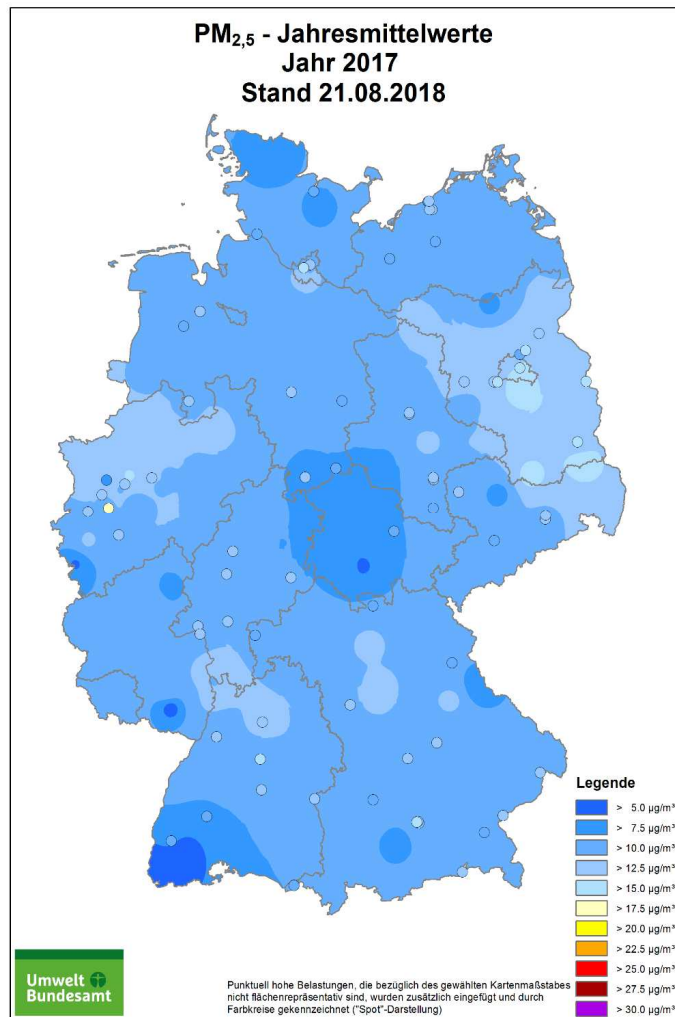 PM2,5 - Jahresmittelwerte
Jahr 2017
Stand 21.08.2018
Legende
> 5.0 µg/m³
> 7.5 µg/m³
> 10.0 µg/m³
> 12.5 µg/m³
> 15.0 µg/m³
> 17.5 µg/m³
> 20.0 µg/m³
> 22.5 µg/m³
> 25.0 µg/m³
> 27.5 µg/m³
> 30.0 µg/m³
Umwelt
Bundesamt
Punktuell hohe Belastungen, die bezüglich des gewählten Kartenmaßstabes
nicht flächenrepräsentativ sind, wurden zusätzlich eingefügt und durch
Farbkreise gekennzeichnet ("Spot"-Darstellung)